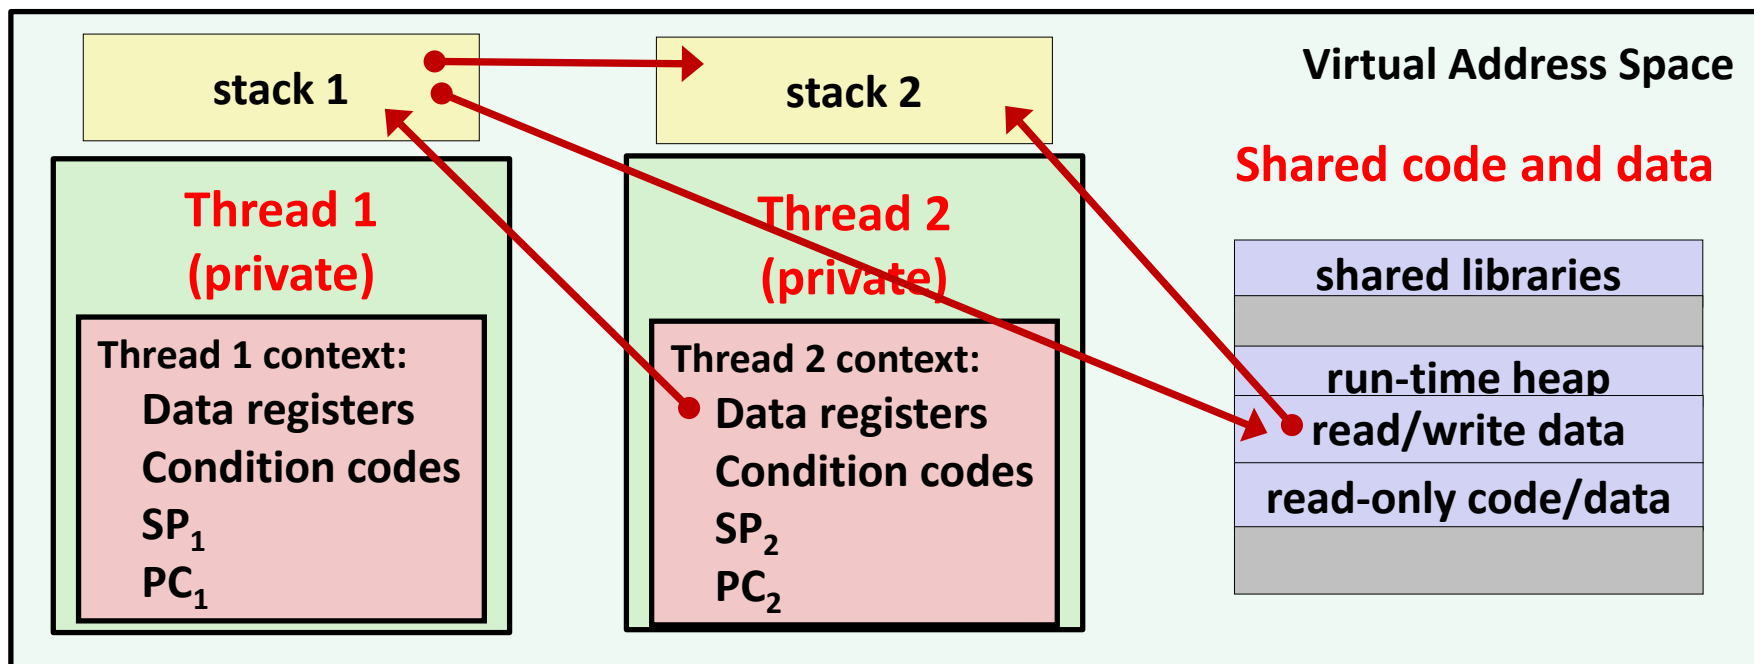 stack 1
stack 2
Virtual Address Space
Shared code and data
Thread 1
(private)
Thread 1 context:
Data registers
Condition codes
SP₁
PC₁
Thread 2
(private)
Thread 2 context:
Data registers
Condition codes
SP₂
PC₂
shared libraries
run-time heap
read/write data
read-only code/data